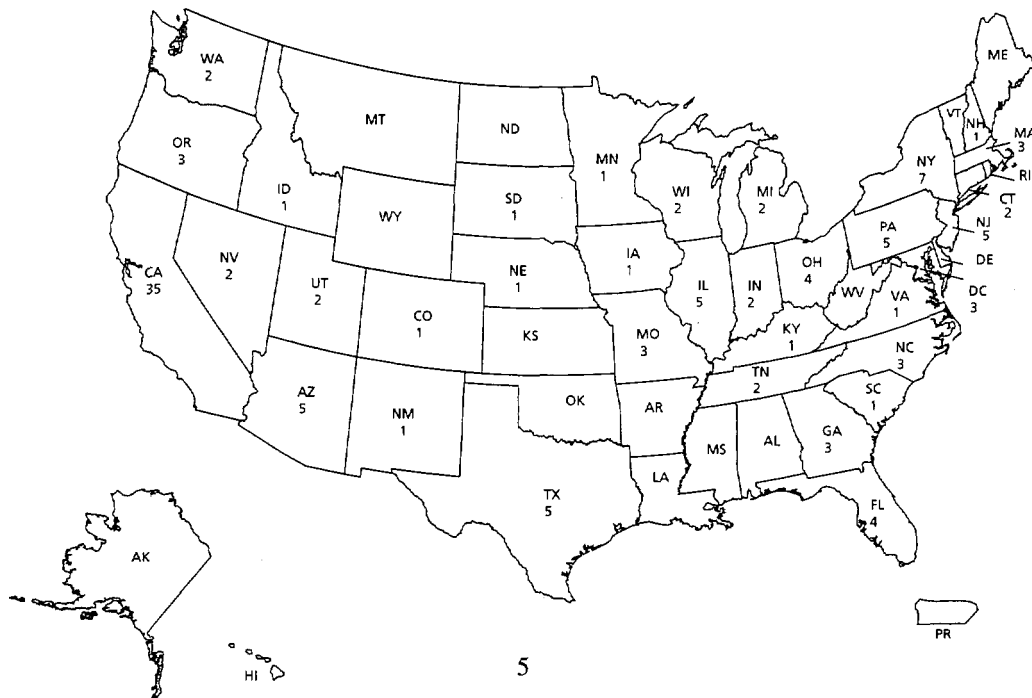 WA
2
MT
ND
MN
1
ME
VT
NH
1
MA
3
OR
3
ID
1
WY
SD
1
WI
2
MI
2
NY
7
RI
CT
2
NV
2
CA
35
UT
2
CO
1
NE
1
IA
1
IL
5
IN
2
OH
4
PA
5
NJ
5
DE
DC
3
WV
VA
1
KS
MO
3
KY
1
NC
3
TN
2
SC
1
AZ
5
NM
1
OK
AR
MS
AL
GA
3
TX
5
LA
FL
4
AK
HI
PR
5